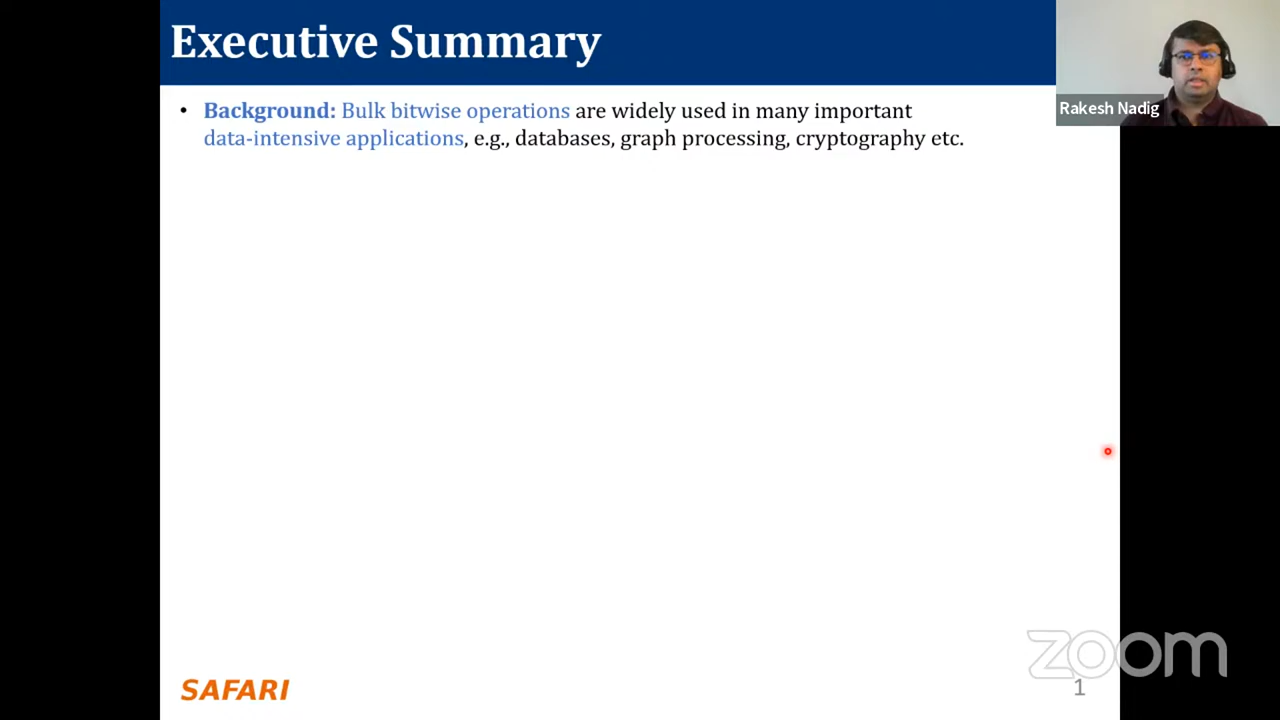 Executive Summary
Rakesh Nadig
• Background: Bulk bitwise operations are widely used in many important
data-intensive applications, e.g., databases, graph processing, cryptography etc.
zoom
SAFARI
1